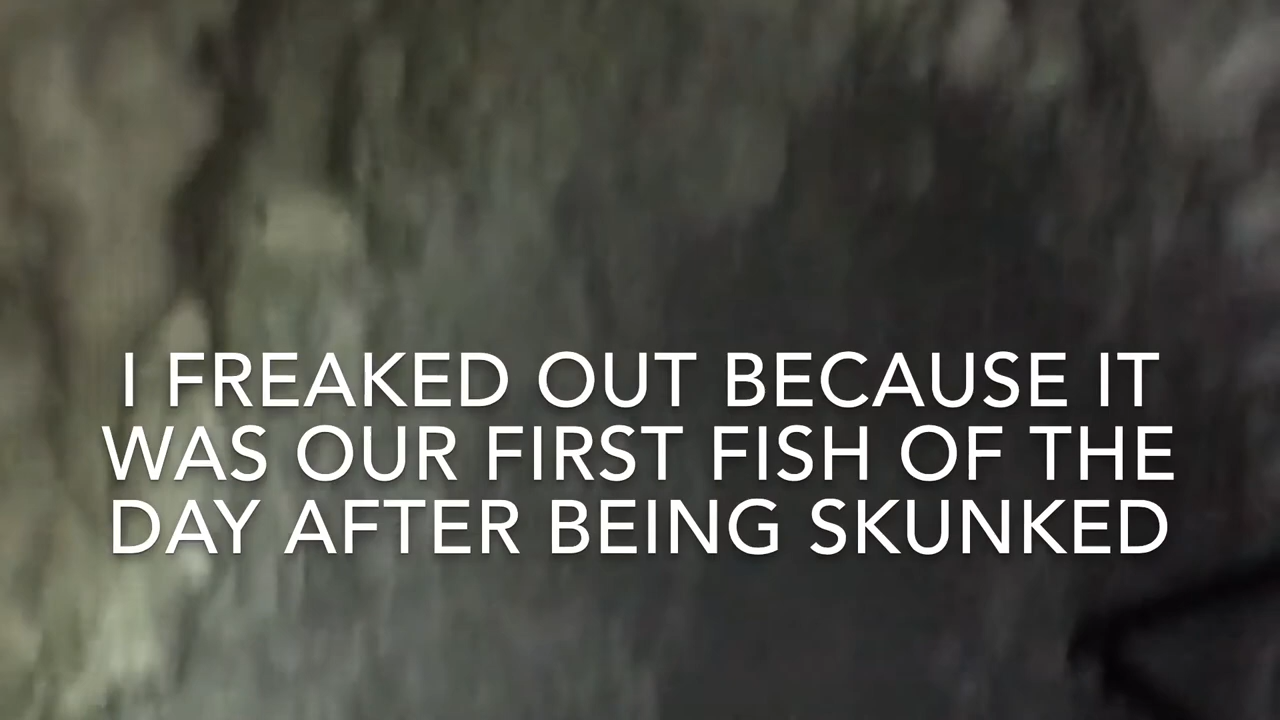 I FREAKED OUT BECAUSE IT
WAS OUR FIRST FISH OF THE
DAY AFTER BEING SKUNKED